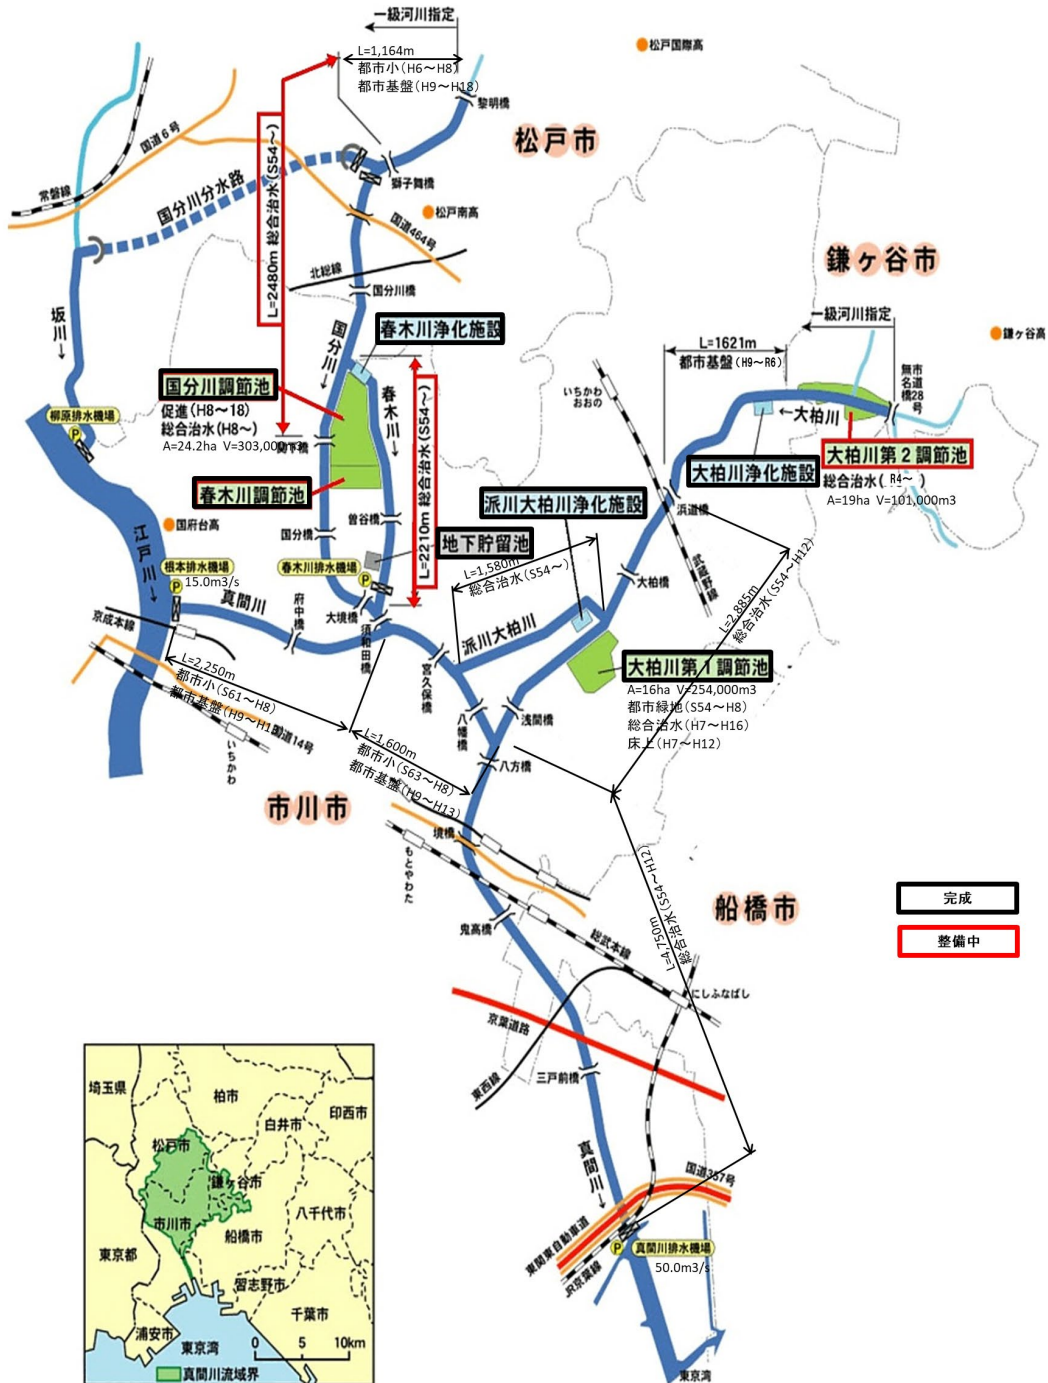 一級河川指定
L=1,164m
都市小(H6～H8)
都市基盤(H9～H18)
黎明橋
松戸国際高
松戸市
国道6号
常磐線
国分川分水路
L=2480m 総合治水(S54～)
獅子舞橋
松戸南高
国道464号
北総線
国分川橋
鎌ヶ谷市
一級河川指定
鎌ヶ谷高
L=1621m
都市基盤(H9～R6)
市道28号
無名橋
坂川→
国分川→
春木川浄化施設
春木川→
いちかわおおの
←大柏川
国分川調節池
促進(H8～18)
総合治水(H8～)
A=24.2ha V=303,000m3
関下橋
柳原排水機場
P
L=2210m 総合治水(S54～)
大柏川浄化施設
大柏川第2調節池
総合治水(R4～)
A=19ha V=101,000m3
春木川調節池
派川大柏川浄化施設
浜道橋
江戸川→
国府台高
国分橋
曽谷橋
地下貯留池
L=1,580m
総合治水(S54～)
武蔵野線
大柏橋
L=2,885m
総合治水(S54～H12)
根本排水機場
15.0m3/s
P
春木川排水機場
P
真間川
府中橋
大境橋
須和田橋
派川大柏川
京成本線
宮久保橋
大柏川第1調節池
A=16ha V=254,000m3
都市緑地(S54～H8)
総合治水(H7～H16)
床上(H7～H12)
L=2,250m
都市小(S61～H8)
都市基盤(H9～H1
国道14号
いちかわ
八幡橋
浅間橋
L=1,600m
都市小(S63～H8)
都市基盤(H9～H13)
八方橋
市川市
境橋
もとやわた
船橋市
完成
整備中
鬼高橋
総武本線
L=4,750m
総合治水(S54～H12)
にしふなばし
京葉道路
東西線
三戸前橋
真間川→
国道357号
東関東自動車道
JR京葉線
P
真間川排水機場
50.0m3/s
東京湾
埼玉県
柏市
印西市
白井市
松戸市
鎌ヶ谷市
八千代市
市川市
船橋市
東京都
習志野市
千葉市
浦安市
東京湾
0 5 10km
真間川流域界